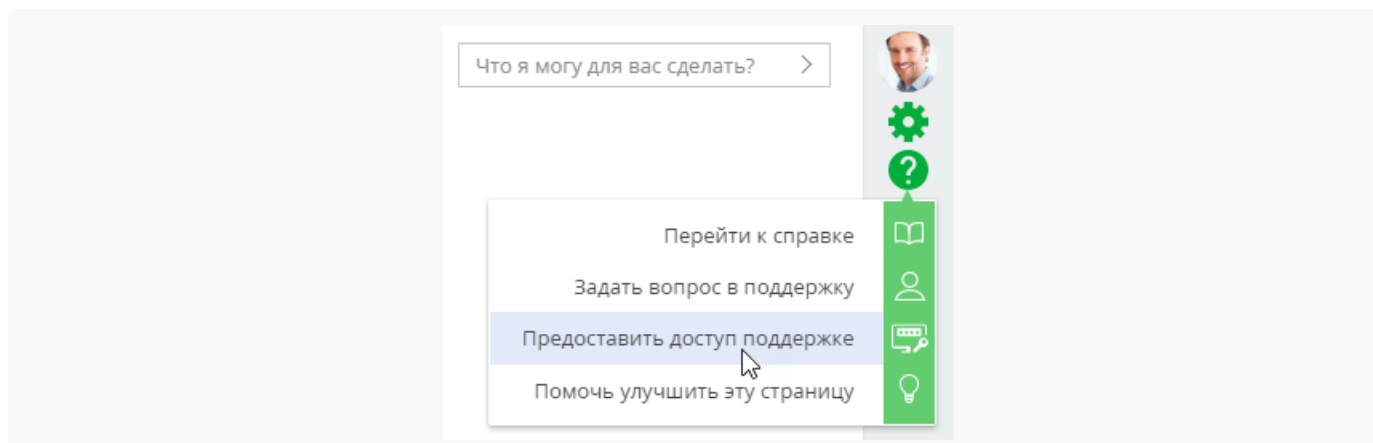 Что я могу для вас сделать?
Перейти к справке
Задать вопрос в поддержку
Предоставить доступ поддержке
Помочь улучшить эту страницу